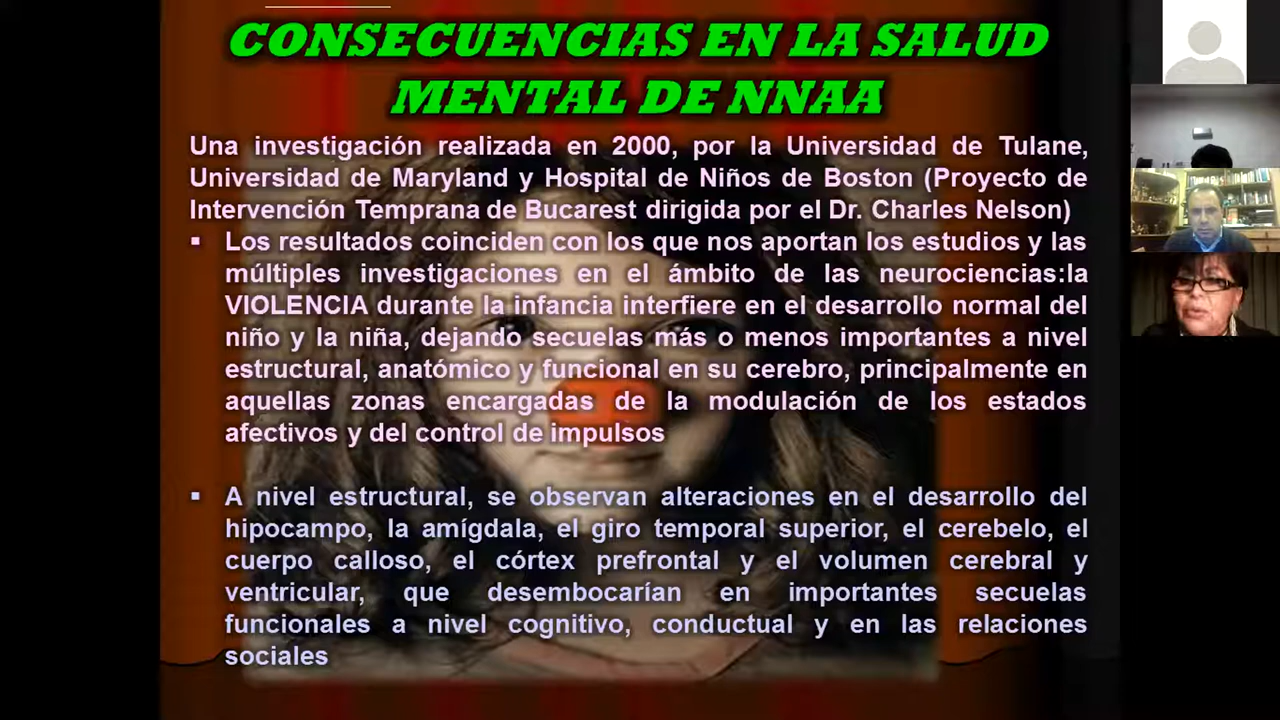 CONSECUENCIAS EN LA SALUD
MENTAL DE NNAA
Una investigación realizada en 2000, por la Universidad de Tulane,
Universidad de Maryland y Hospital de Niños de Boston (Proyecto de
Intervención Temprana de Bucarest dirigida por el Dr. Charles Nelson)
▪ Los resultados coinciden con los que nos aportan los estudios y las
múltiples investigaciones en el ámbito de las neurociencias:la
VIOLENCIA durante la infancia interfiere en el desarrollo normal del
niño y la niña, dejando secuelas más o menos importantes a nivel
estructural, anatómico y funcional en su cerebro, principalmente en
aquellas zonas encargadas de la modulación de los estados
afectivos y del control de impulsos
▪ A nivel estructural, se observan alteraciones en el desarrollo del
hipocampo, la amígdala, el giro temporal superior, el cerebelo, el
cuerpo calloso, el córtex prefrontal y el volumen cerebral y
ventricular, que desembocarían en importantes secuelas
funcionales a nivel cognitivo, conductual y en las relaciones
sociales